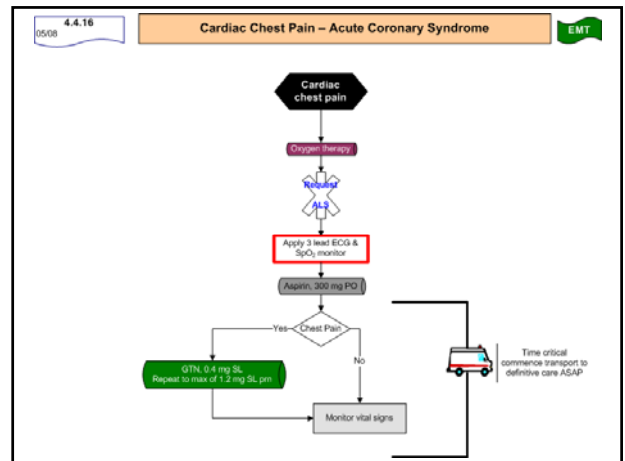 4.4.16
05/08
Cardiac Chest Pain – Acute Coronary Syndrome
EMT
Cardiac
chest pain
Oxygen therapy
Request
ALS
Apply 3 lead ECG &
SpO₂ monitor
Aspirin, 300 mg PO
Chest Pain
Yes
No
GTN, 0.4 mg SL
Repeat to max of 1.2 mg SL prn
Monitor vital signs
Time critical
commence transport to
definitive care ASAP